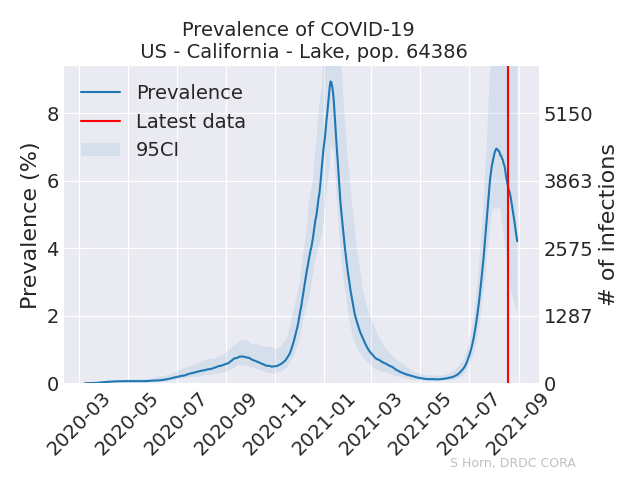 Prevalence of COVID-19
US - California - Lake, pop. 64386
Prevalence
Latest data
95CI
Prevalence (%)
8
6
4
2
0
5150
3863
2575
1287
0
# of infections
2020-03
2020-05
2020-07
2020-09
2020-11
2021-01
2021-03
2021-05
2021-07
2021-09
S Horn, DRDC CORA